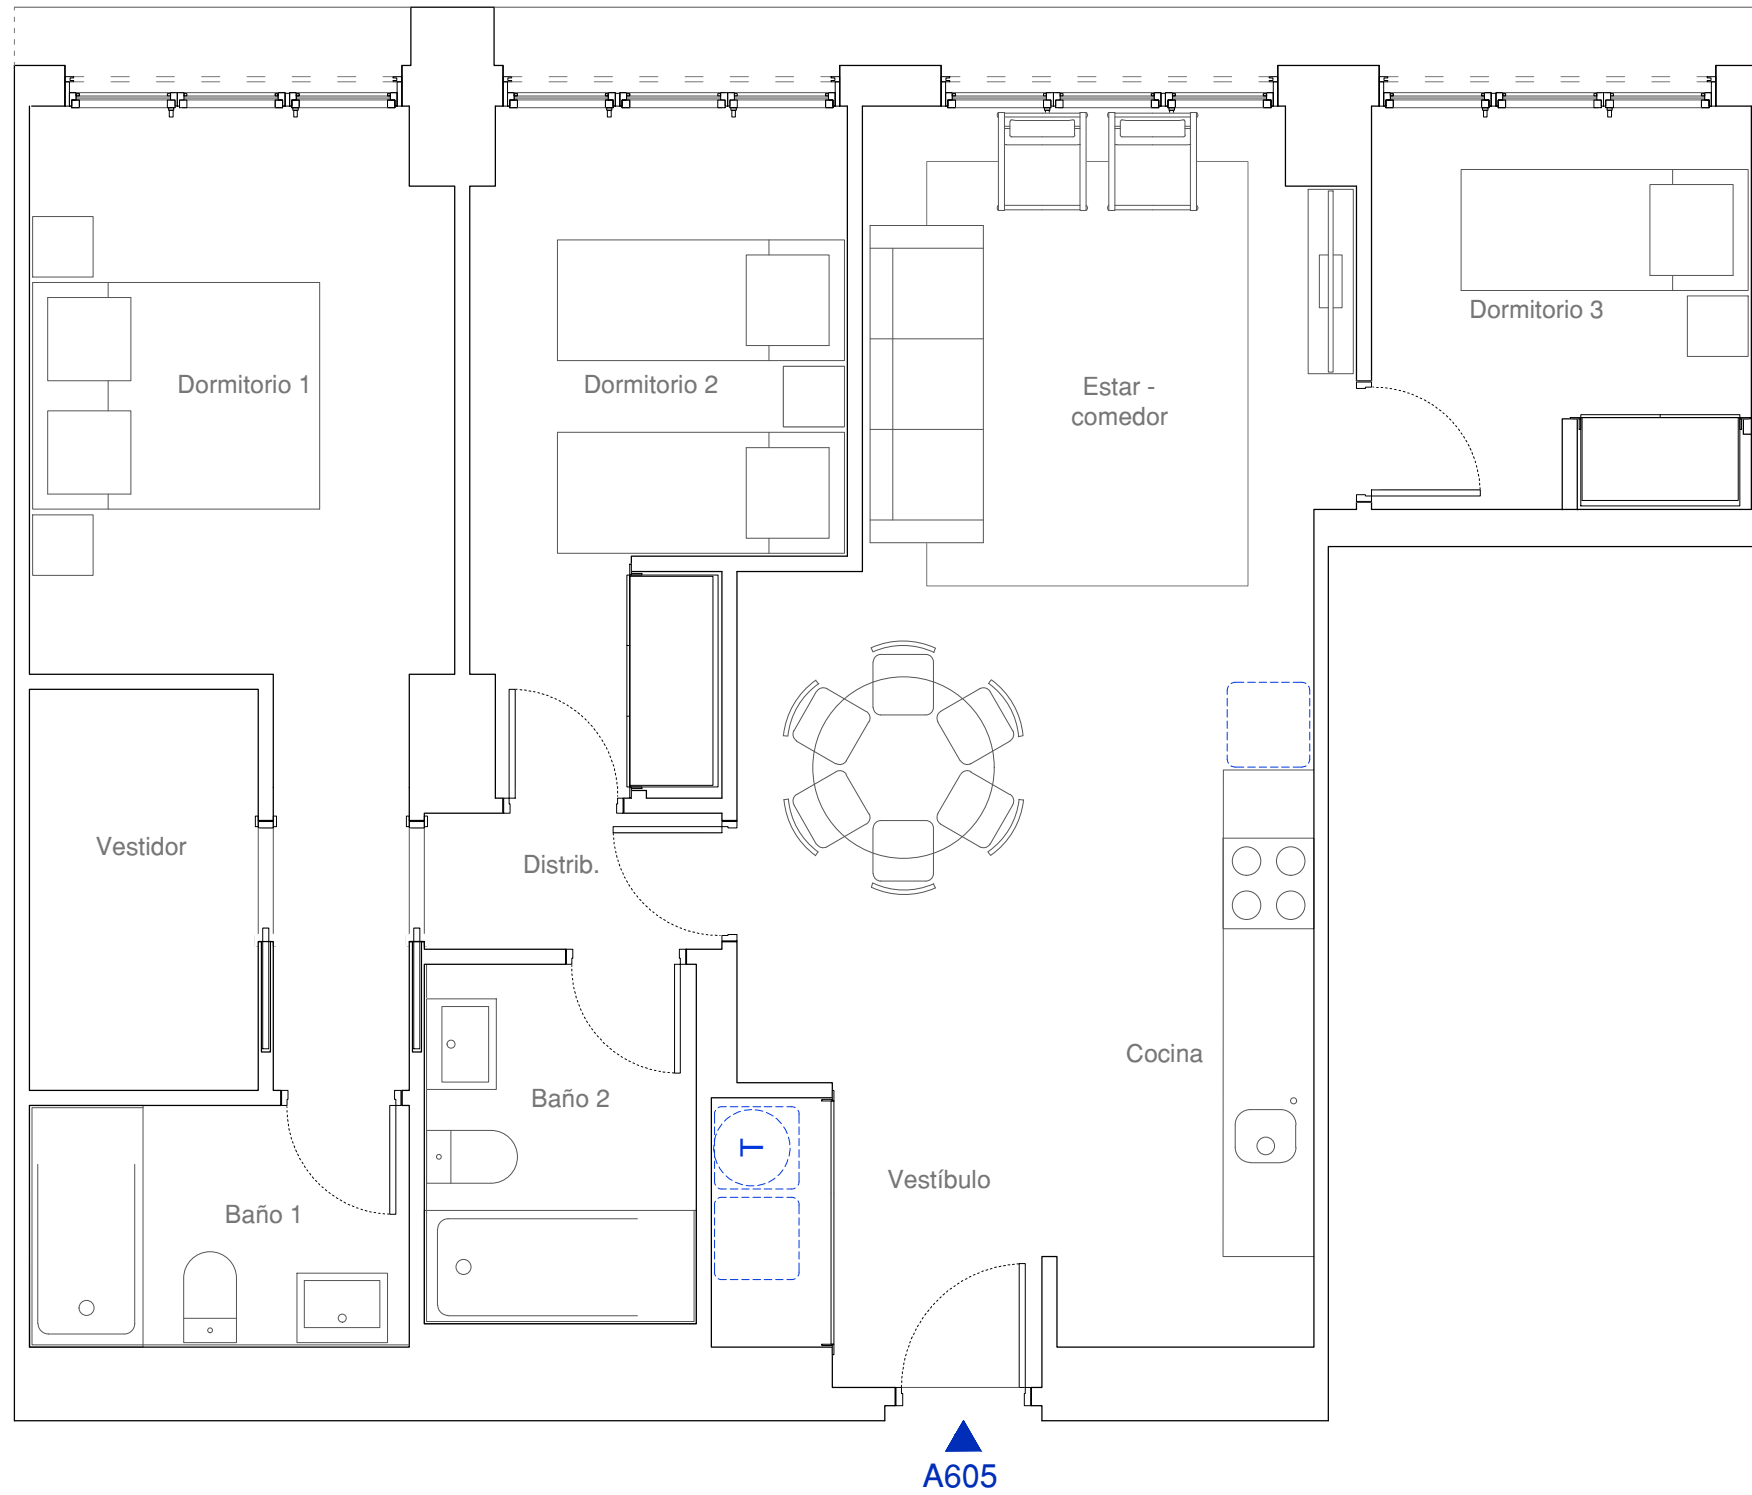 Dormitorio 3
Dormitorio 1
Dormitorio 2
Estar -
comedor
Vestidor
Distrib.
Cocina
Baño 2
T
Vestíbulo
Baño 1
A605